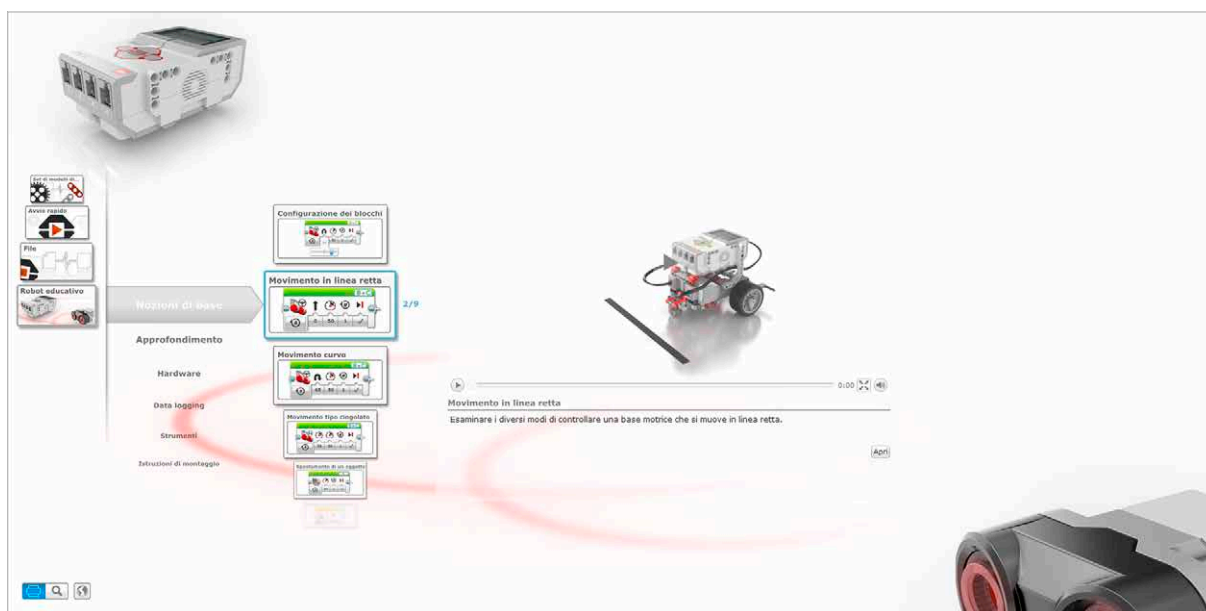 Set di modelli di...
Avvio rapido
File
Robot educativo
Nozioni di base
Approfondimento
Hardware
Data logging
Strumenti
Istruzioni di montaggio
Configurazione dei blocchi
Movimento in linea retta
2/9
Movimento curvo
Movimento tipo cingolato
Spostamento di un oggetto
0:00
Movimento in linea retta
Esaminare i diversi modi di controllare una base motrice che si muove in linea retta.
Apri